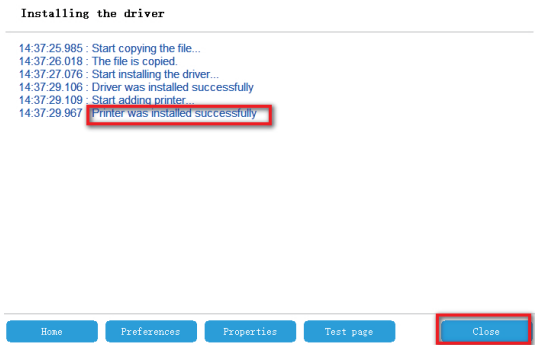 Installing the driver
14:37:25.985 : Start copying the file...
14:37:26.018 : The file is copied.
14:37:27.076 : Start installing the driver...
14:37:29.106 : Driver was installed successfully
14:37:29.109 : Start adding printer...
14:37:29.967 : Printer was installed successfully
Home Preferences Properties Test page Close